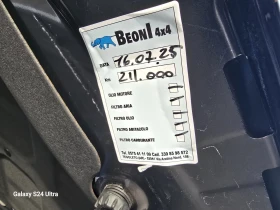 BEONI 4x4
DATA 16.07.25
Km 211.000
OLIO MOTORE
FILTRO ARIA
FILTRO OLIO
FILTRO ANTIPOLLO
FILTRO CARBURANTE
Galaxy S24 Ultra